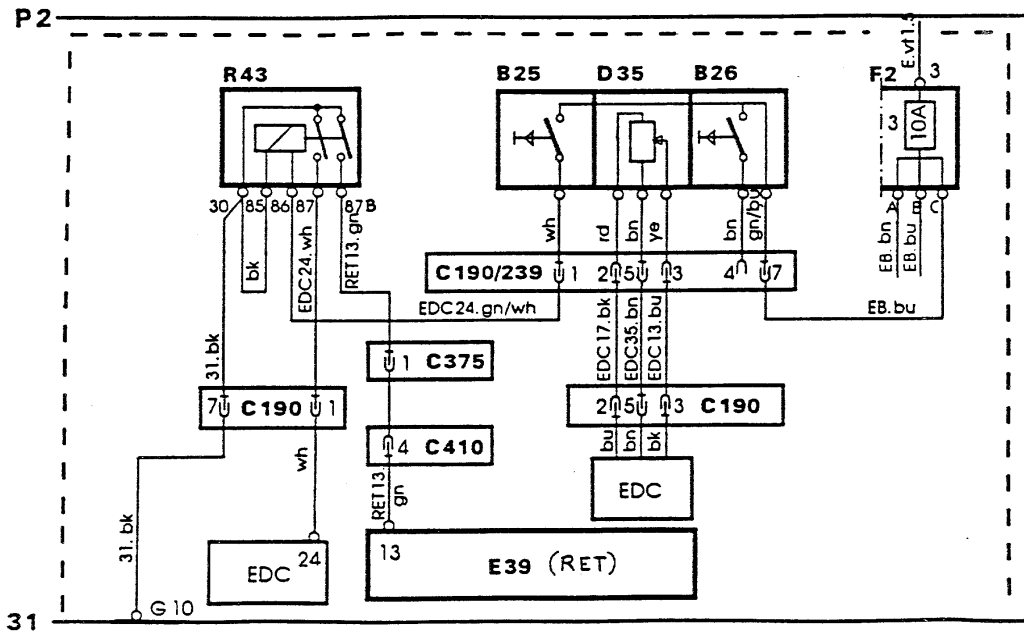 P2
E.vt1.5
R43
B25
D35
B26
F2
3
3
10A
30
85
86
87
87B
A
B
C
bk
EDC24.wh
RET13.gn
wh
rd
bn
ye
bn
gn/bu
EB.bn
EB.bu
C190/239
1
2
5
3
4
7
EDC24.gn/wh
EB.bu
31.bk
EDC17.bk
EDC35.bn
EDC13.bu
1
C375
7
C190
1
2
5
3
C190
4
C410
wh
bu
bn
bk
RET13.
gn
EDC
31.bk
EDC
24
13
E39 (RET)
G10
31